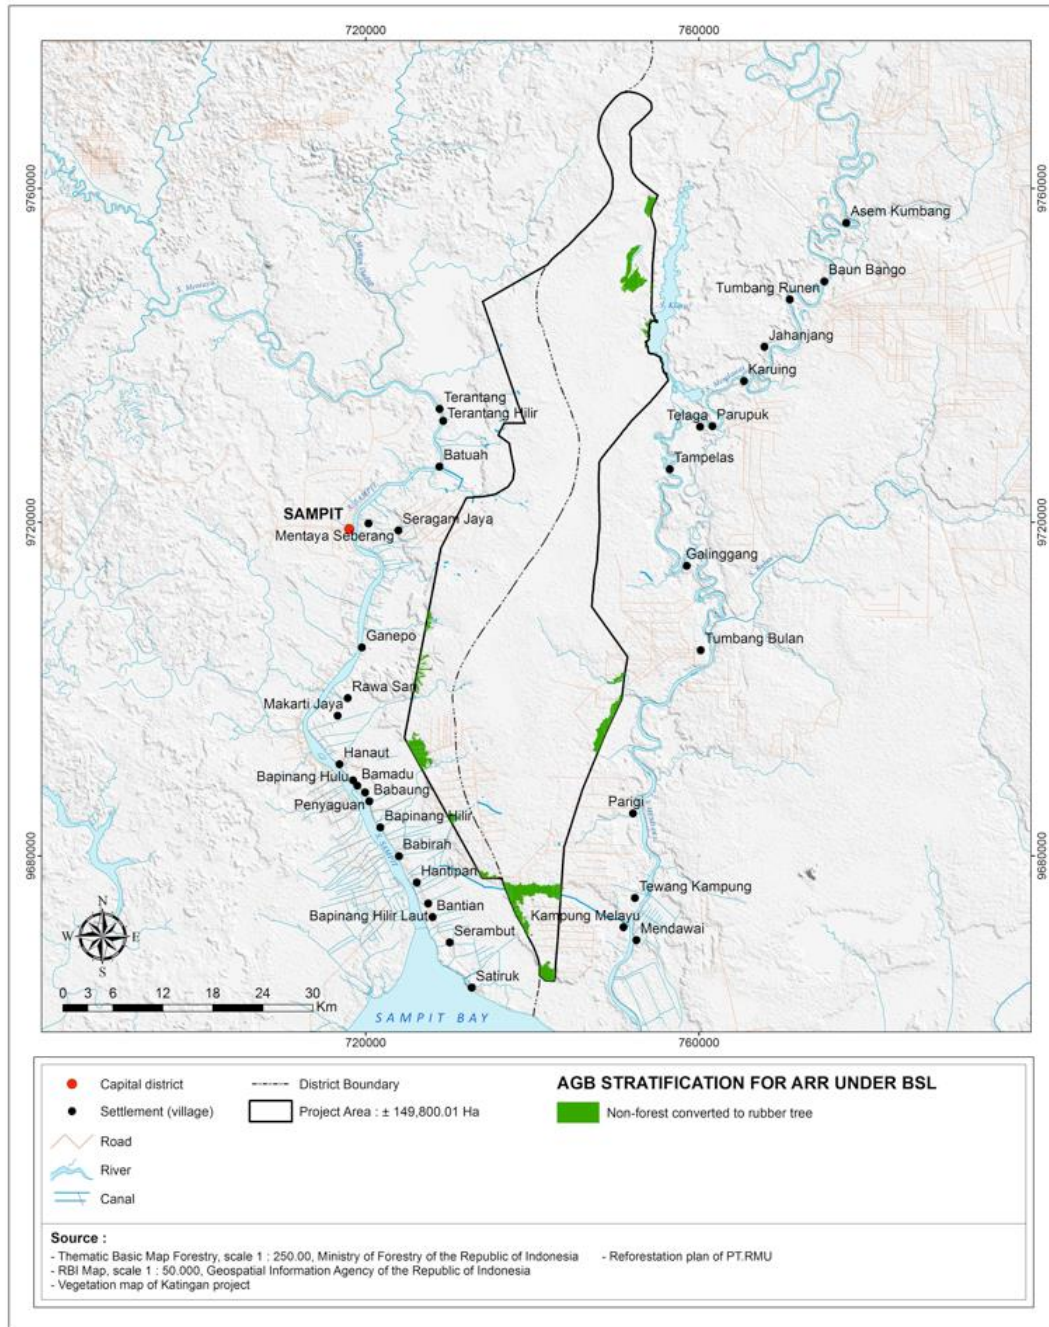 720000
760000
9760000
9760000
Asem Kumbang
Baun Bango
Tumbang Runen
S. Mentaya
Jahanjang
Karuing
Terantang
Terantang Hilir
Telaga
Parupuk
Batuah
Tampelas
SAMPIT
S. SAMPIT
Seragam Jaya
9720000
9720000
Mentaya Seberang
Galinggang
Ganepo
Tumbang Bulan
Rawa Sari
Makarti Jaya
Hanaut
Bapinang Hulu
Bamadu
Babaung
Penyaguan
Parigi
Bapinang Hilir
S. SAMPIT
Babirah
9680000
9680000
Hantipan
Tewang Kampung
Bantian
Bapinang Hilir Laut
Kampung Melayu
Serambut
Mendawai
N
W
E
S
Satiruk
0 3 6 12 18 24 30
Km
SAMPIT BAY
720000
760000
Capital district
District Boundary
AGB STRATIFICATION FOR ARR UNDER BSL
Settlement (village)
Project Area : ± 149,800.01 Ha
Non-forest converted to rubber tree
Road
River
Canal
Source :
- Thematic Basic Map Forestry, scale 1 : 250.00, Ministry of Forestry of the Republic of Indonesia
- Reforestation plan of PT.RMU
- RBI Map, scale 1 : 50.000, Geospatial Information Agency of the Republic of Indonesia
- Vegetation map of Katingan project